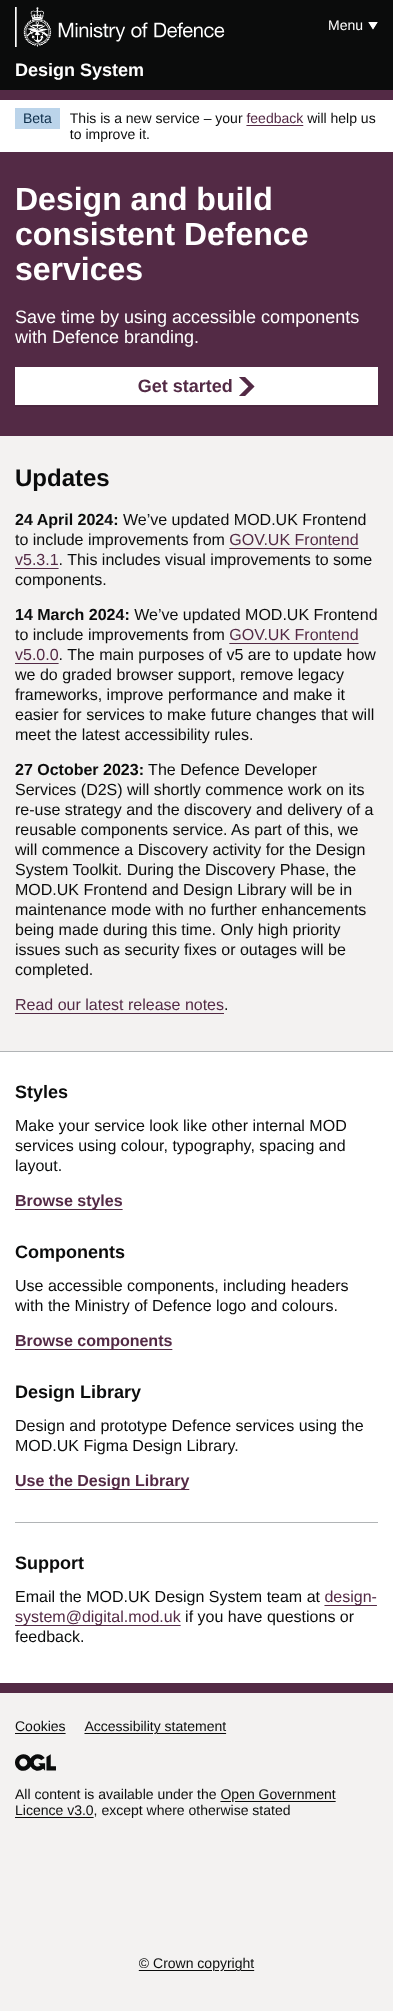 Ministry of Defence
Menu
Design System
Beta
This is a new service – your feedback will help us
to improve it.
Design and build
consistent Defence
services
Save time by using accessible components
with Defence branding.
Get started
Updates
24 April 2024: We’ve updated MOD.UK Frontend
to include improvements from GOV.UK Frontend
v5.3.1. This includes visual improvements to some
components.
14 March 2024: We’ve updated MOD.UK Frontend
to include improvements from GOV.UK Frontend
v5.0.0. The main purposes of v5 are to update how
we do graded browser support, remove legacy
frameworks, improve performance and make it
easier for services to make future changes that will
meet the latest accessibility rules.
27 October 2023: The Defence Developer
Services (D2S) will shortly commence work on its
re-use strategy and the discovery and delivery of a
reusable components service. As part of this, we
will commence a Discovery activity for the Design
System Toolkit. During the Discovery Phase, the
MOD.UK Frontend and Design Library will be in
maintenance mode with no further enhancements
being made during this time. Only high priority
issues such as security fixes or outages will be
completed.
Read our latest release notes.
Styles
Make your service look like other internal MOD
services using colour, typography, spacing and
layout.
Browse styles
Components
Use accessible components, including headers
with the Ministry of Defence logo and colours.
Browse components
Design Library
Design and prototype Defence services using the
MOD.UK Figma Design Library.
Use the Design Library
Support
Email the MOD.UK Design System team at design-
system@digital.mod.uk if you have questions or
feedback.
Cookies Accessibility statement
OGL
All content is available under the Open Government
Licence v3.0, except where otherwise stated
© Crown copyright